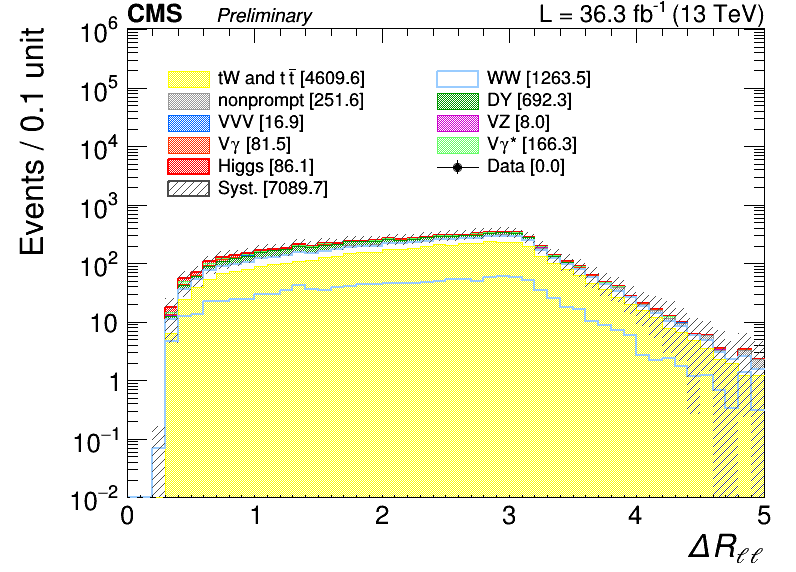 CMS Preliminary L = 36.3 fb⁻¹ (13 TeV)
Events / 0.1 unit
10⁶
10⁵
10⁴
10³
10²
10
1
10⁻¹
10⁻²
tW and tt̅ [4609.6]
nonprompt [251.6]
VVV [16.9]
Vγ [81.5]
Higgs [86.1]
Syst. [7089.7]
WW [1263.5]
DY [692.3]
VZ [8.0]
Vγ* [166.3]
Data [0.0]
0 1 2 3 4 5
ΔRℓℓ